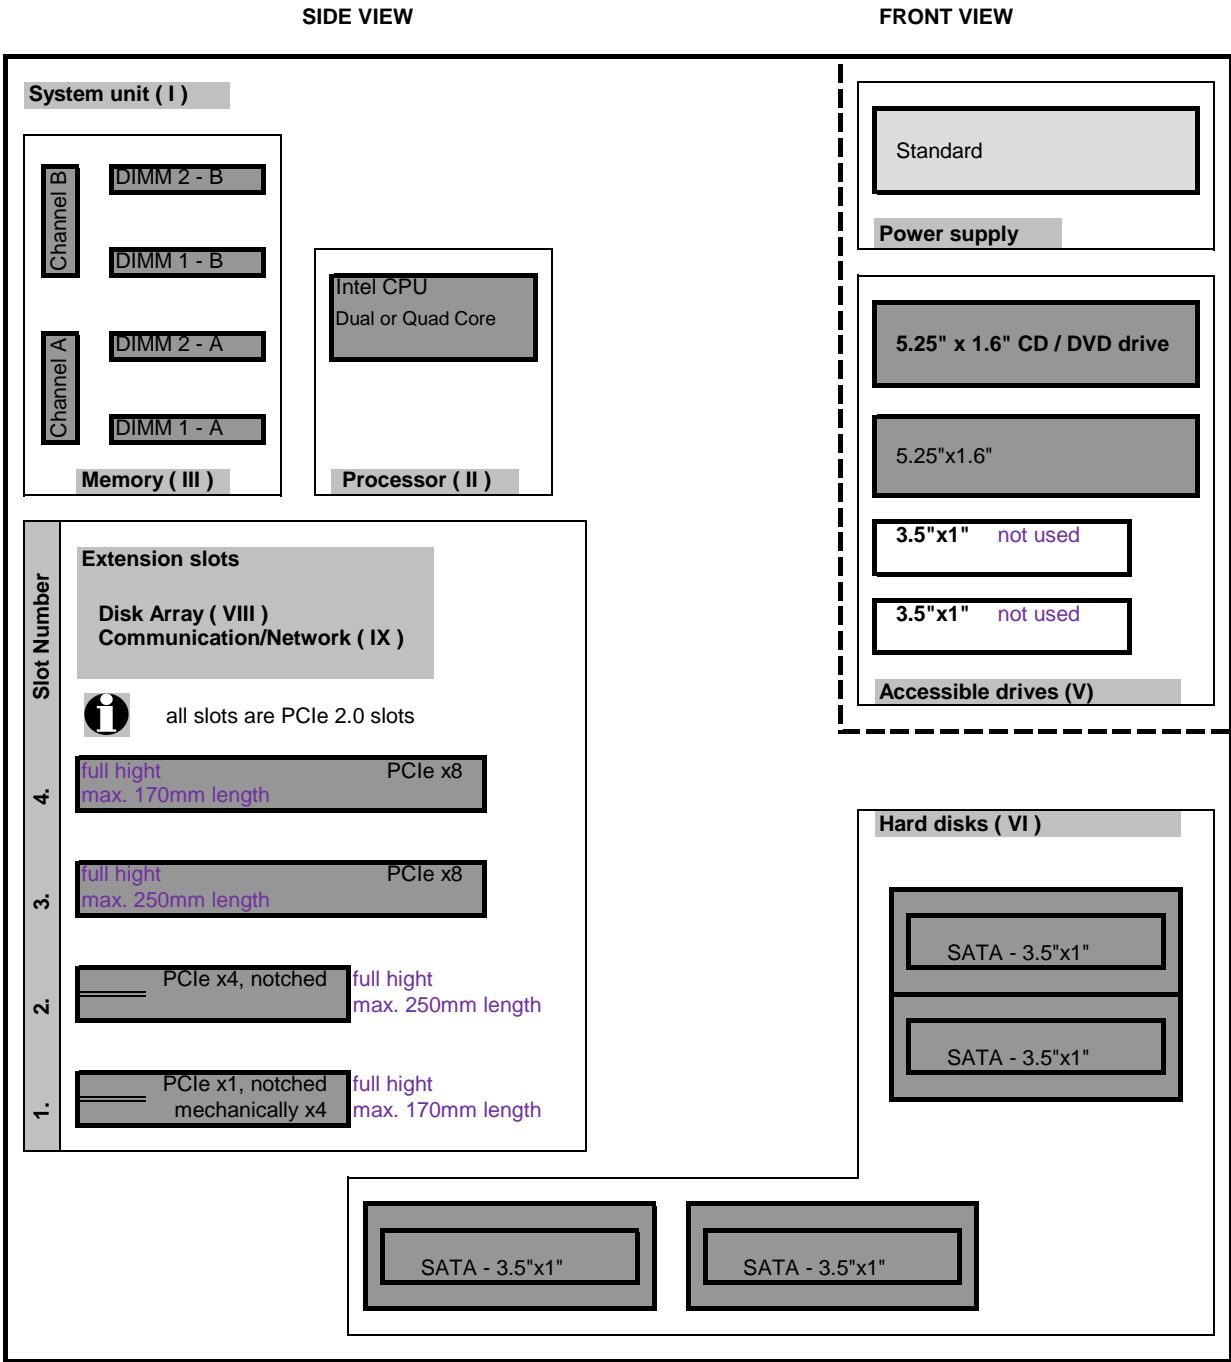 SIDE VIEW
FRONT VIEW
System unit ( I )
Channel B
DIMM 2 - B
DIMM 1 - B
Channel A
DIMM 2 - A
DIMM 1 - A
Memory ( III )
Intel CPU
Dual or Quad Core
Processor ( II )
Standard
Power supply
5.25" x 1.6" CD / DVD drive
5.25"x1.6"
3.5"x1" not used
3.5"x1" not used
Accessible drives (V)
Slot Number
Extension slots
Disk Array ( VIII )
Communication/Network ( IX )
all slots are PCIe 2.0 slots
4.
full hight PCIe x8
max. 170mm length
3.
full hight PCIe x8
max. 250mm length
2.
PCIe x4, notched full hight
max. 250mm length
1.
PCIe x1, notched full hight
mechanically x4 max. 170mm length
Hard disks ( VI )
SATA - 3.5"x1"
SATA - 3.5"x1"
SATA - 3.5"x1" SATA - 3.5"x1"